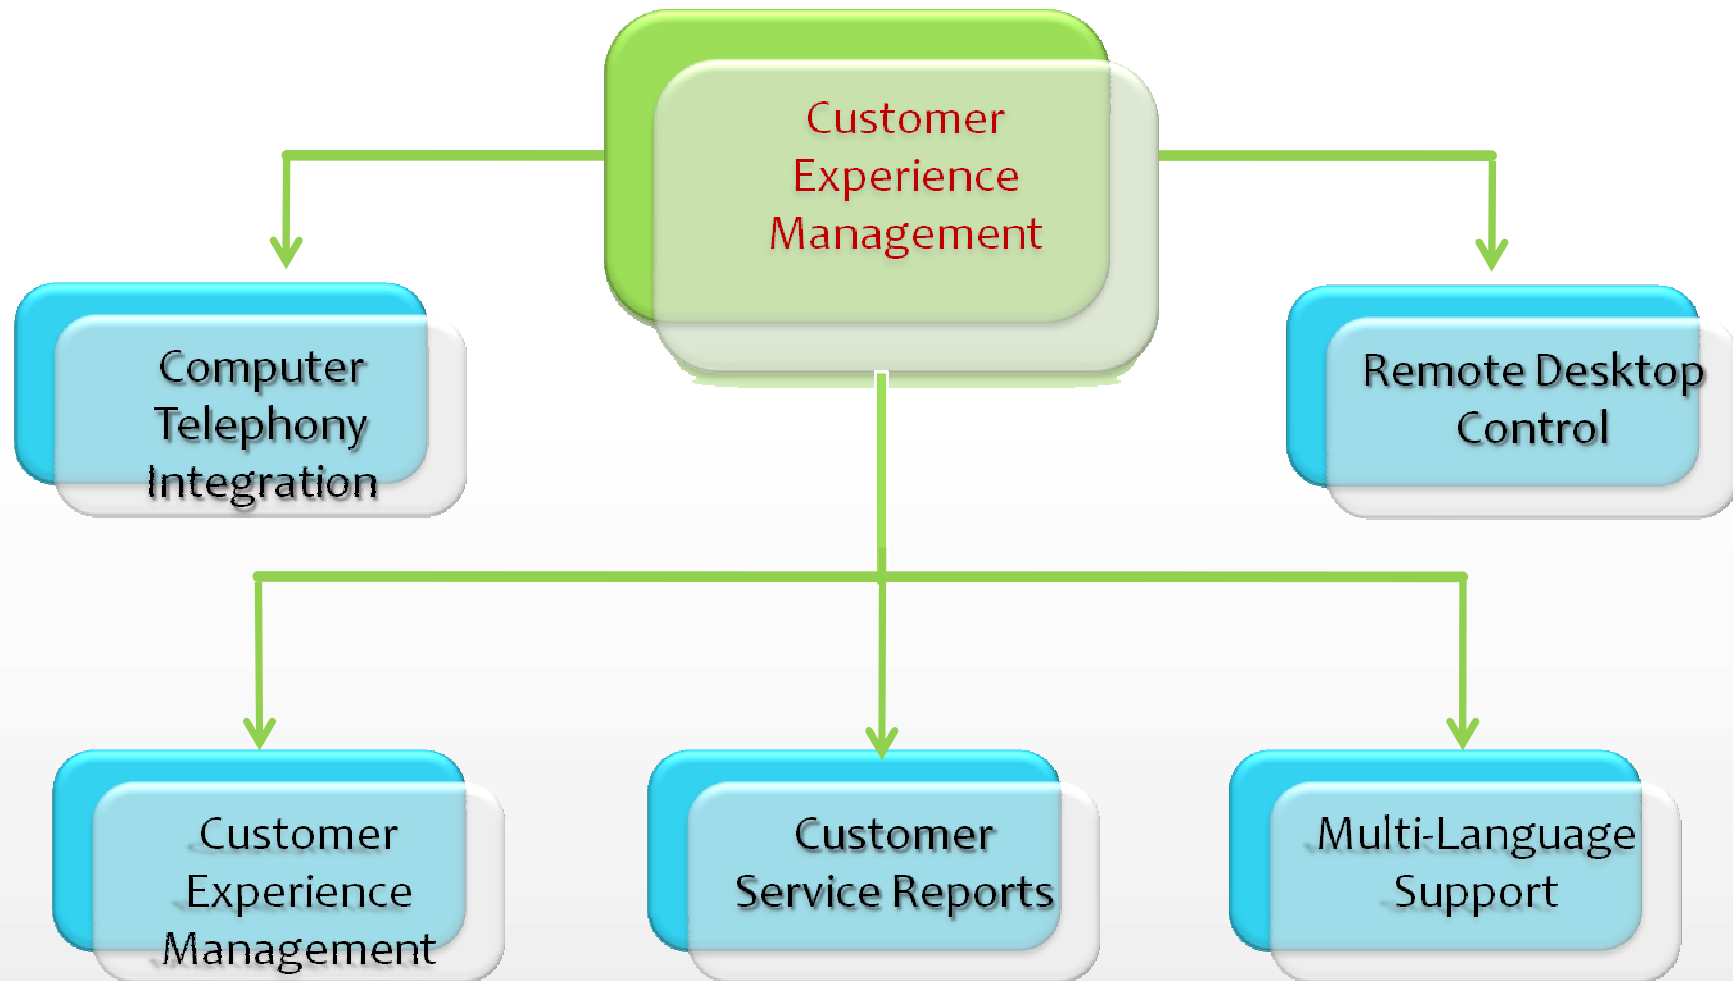 Customer
Experience
Management
Computer
Telephony
Integration
Remote Desktop
Control
Customer
Experience
Management
Customer
Service Reports
Multi-Language
Support